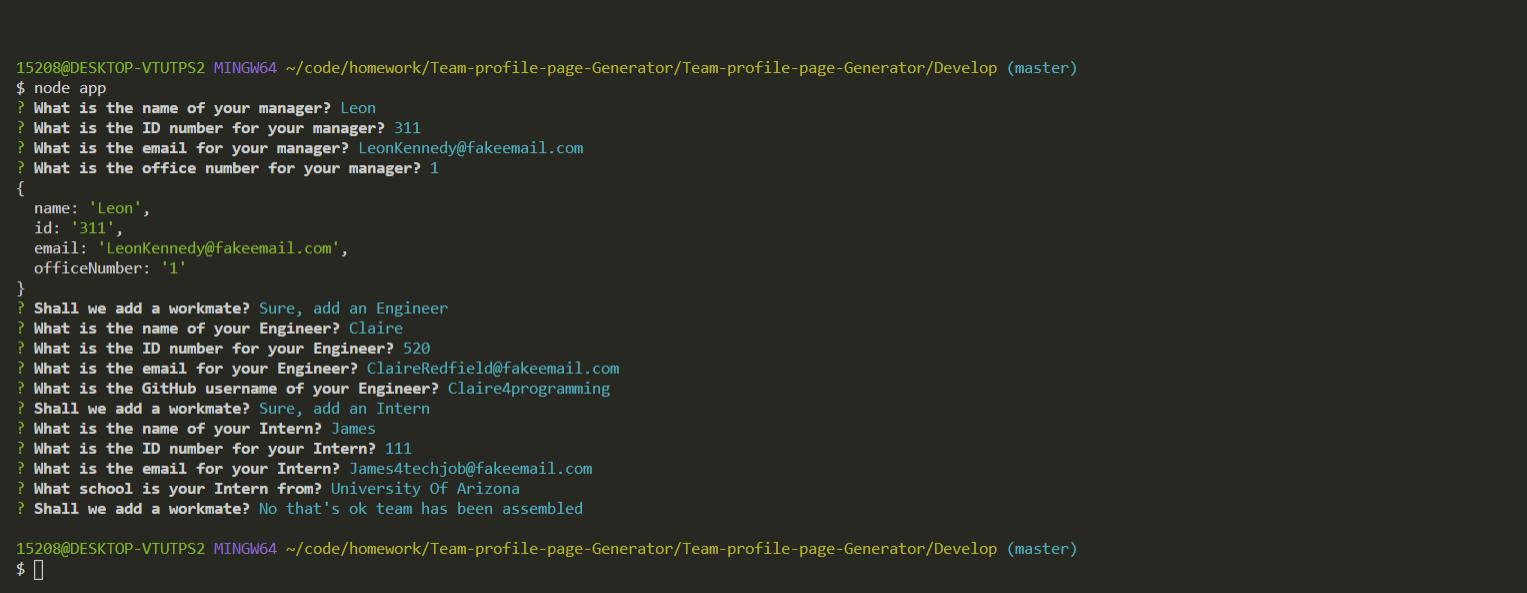 15208@DESKTOP-VTUTPS2 MINGW64 ~/code/homework/Team-profile-page-Generator/Team-profile-page-Generator/Develop (master)
$ node app
? What is the name of your manager? Leon
? What is the ID number for your manager? 311
? What is the email for your manager? LeonKennedy@fakeemail.com
? What is the office number for your manager? 1
{
  name: 'Leon',
  id: '311',
  email: 'LeonKennedy@fakeemail.com',
  officeNumber: '1'
}
? Shall we add a workmate? Sure, add an Engineer
? What is the name of your Engineer? Claire
? What is the ID number for your Engineer? 520
? What is the email for your Engineer? ClaireRedfield@fakeemail.com
? What is the GitHub username of your Engineer? Claire4programming
? Shall we add a workmate? Sure, add an Intern
? What is the name of your Intern? James
? What is the ID number for your Intern? 111
? What is the email for your Intern? James4techjob@fakeemail.com
? What school is your Intern from? University Of Arizona
? Shall we add a workmate? No that's ok team has been assembled
15208@DESKTOP-VTUTPS2 MINGW64 ~/code/homework/Team-profile-page-Generator/Team-profile-page-Generator/Develop (master)
$